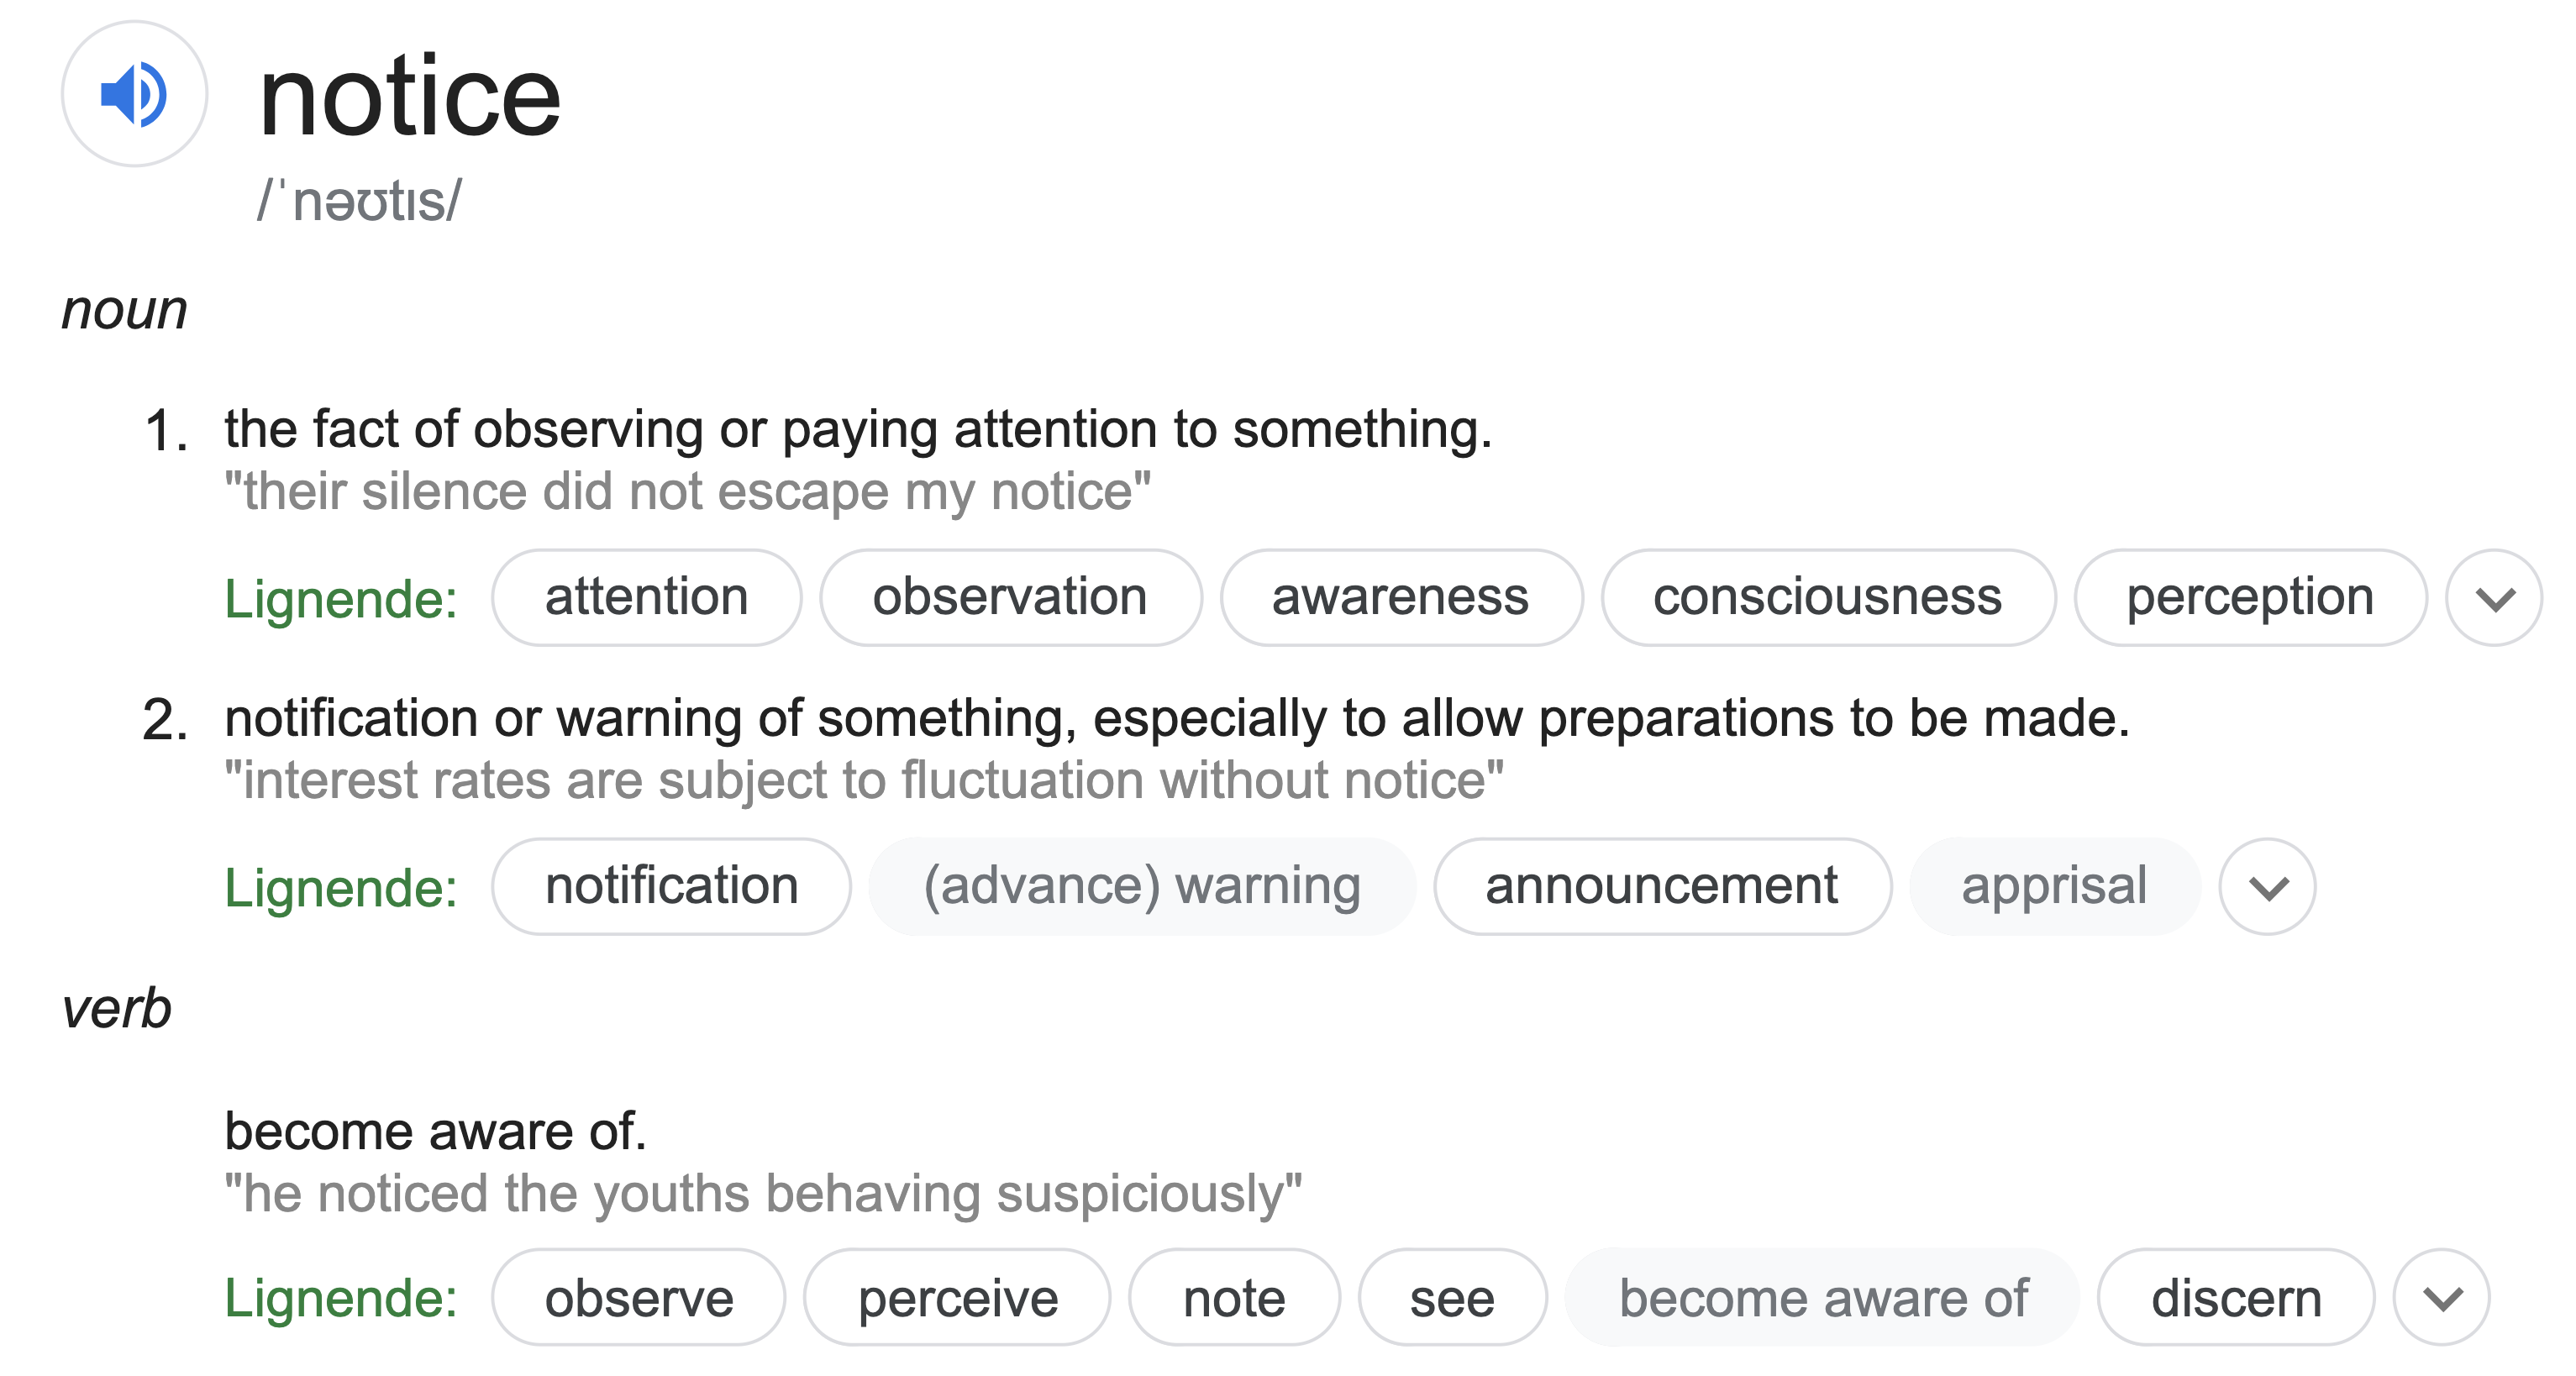 notice
/ˈnəʊtɪs/
noun
1. the fact of observing or paying attention to something.
"their silence did not escape my notice"
Lignende: attention observation awareness consciousness perception
2. notification or warning of something, especially to allow preparations to be made.
"interest rates are subject to fluctuation without notice"
Lignende: notification (advance) warning announcement apprisal
verb
become aware of.
"he noticed the youths behaving suspiciously"
Lignende: observe perceive note see become aware of discern